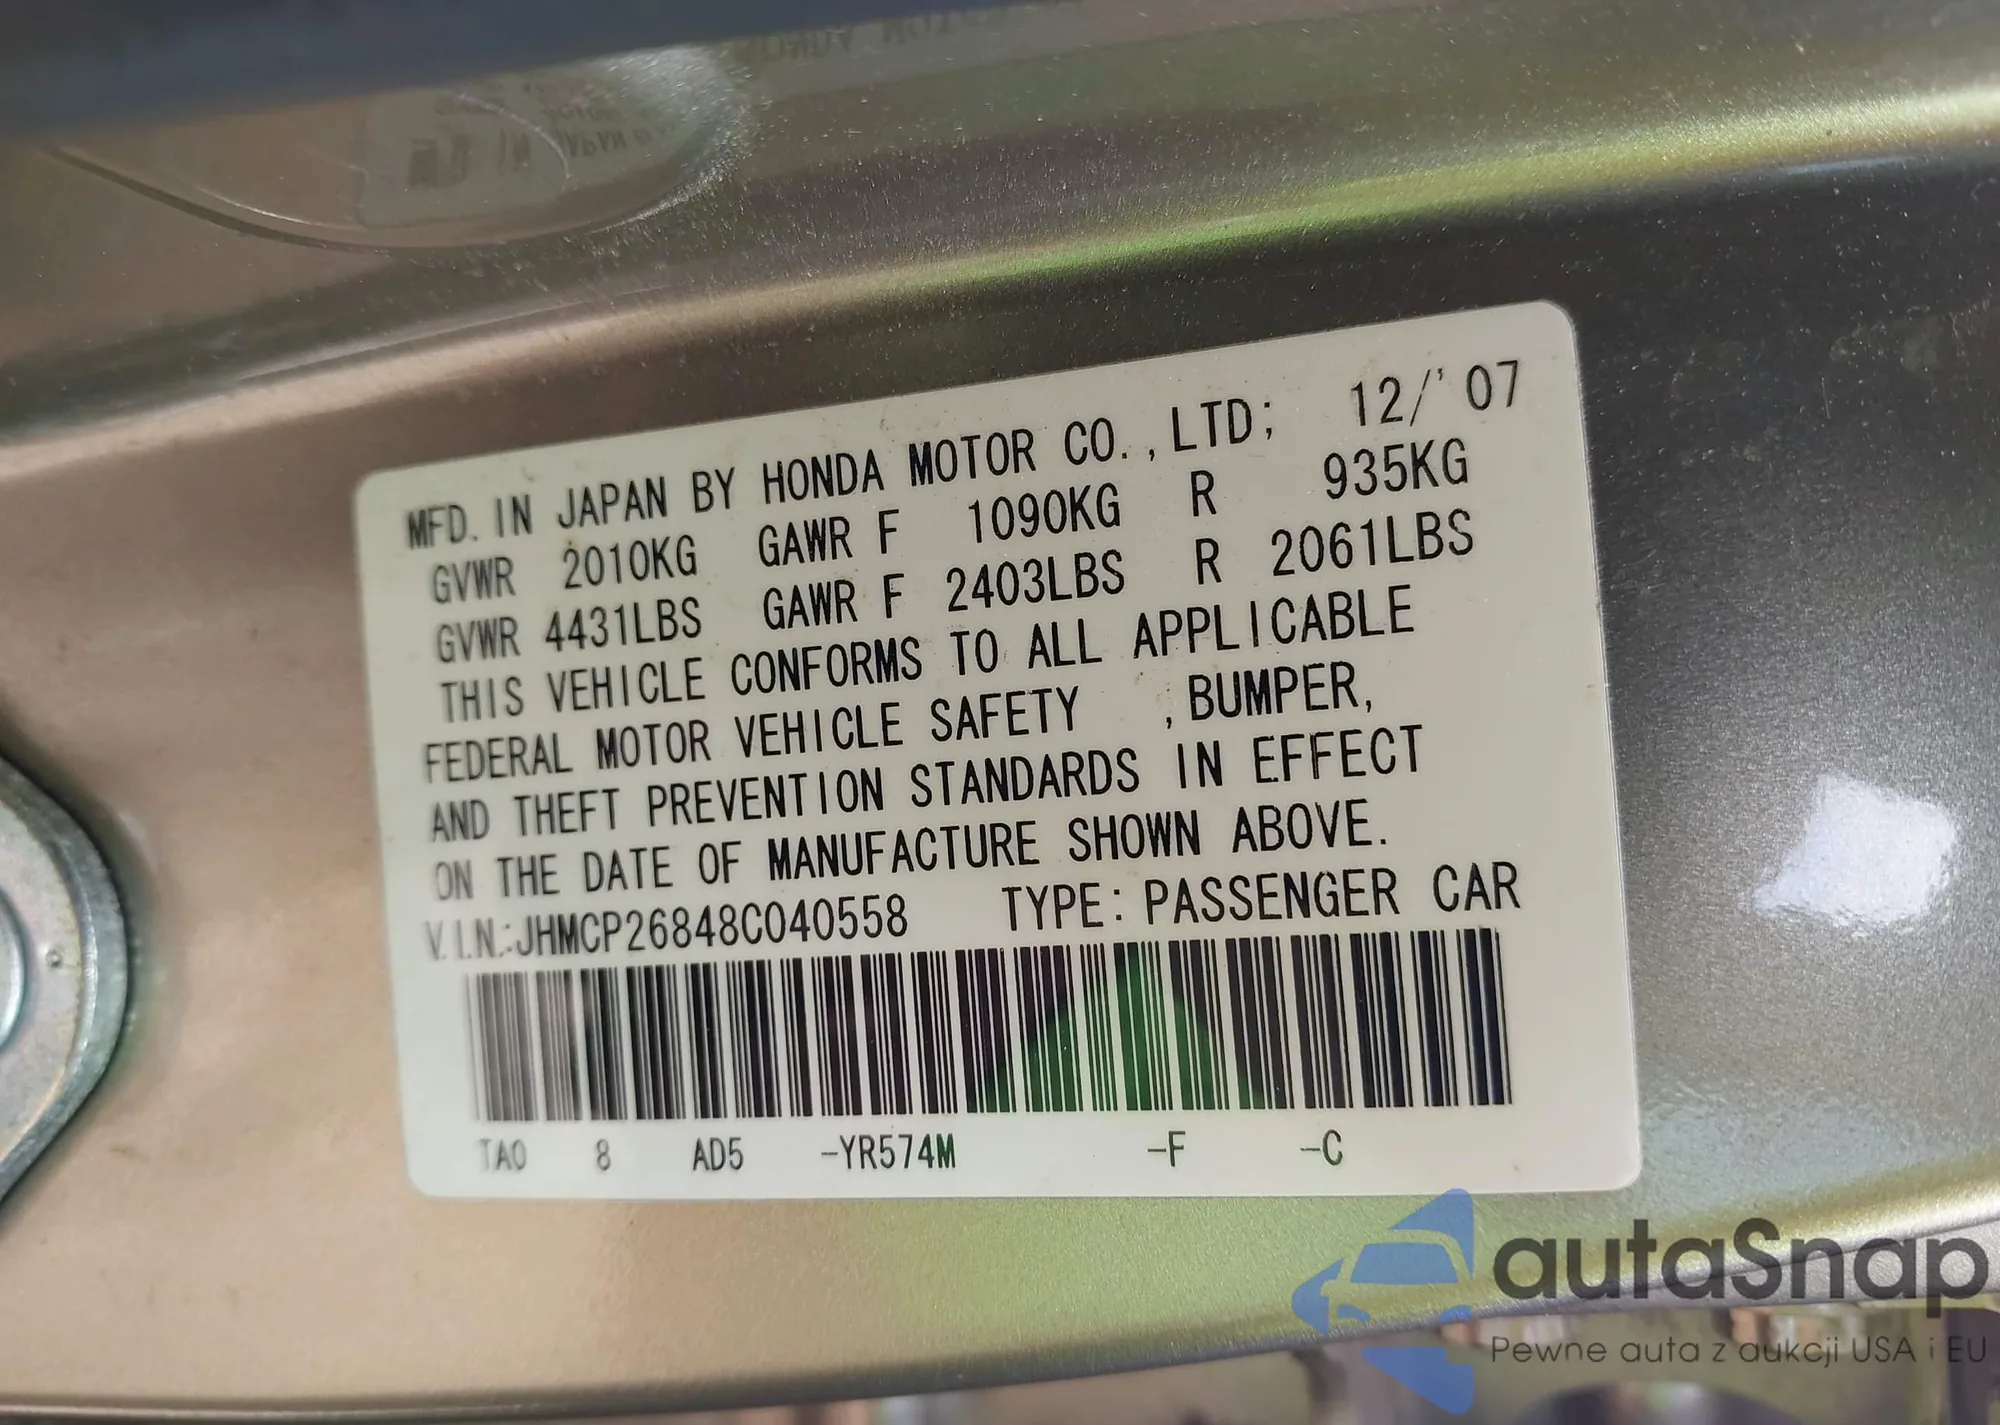 MFD. IN JAPAN BY HONDA MOTOR CO.,LTD; 12/'07
GVWR 2010KG GAWR F 1090KG R 935KG
GVWR 4431LBS GAWR F 2403LBS R 2061LBS
THIS VEHICLE CONFORMS TO ALL APPLICABLE
FEDERAL MOTOR VEHICLE SAFETY , BUMPER,
AND THEFT PREVENTION STANDARDS IN EFFECT
ON THE DATE OF MANUFACTURE SHOWN ABOVE.
V.I.N.:JHMCP26848C040558 TYPE: PASSENGER CAR
TA0 8 AD5 -YR574M -F -C
autaSnap
Pewne auta z aukcji USA i EU